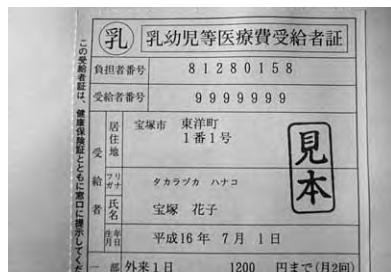 乳 乳幼児等医療費受給者証
この受給者証は、健康保険証とともに窓口に提示してくだ
負担者番号 81280158
受給者番号 9999999
受給者
居住地 宝塚市 東洋町
1番1号
フリガナ タカラヅカ ハナコ
氏名 宝塚 花子
生年月日 平成16年 7月 1日
見本
一部 外来1日 1200 円まで(月2回)